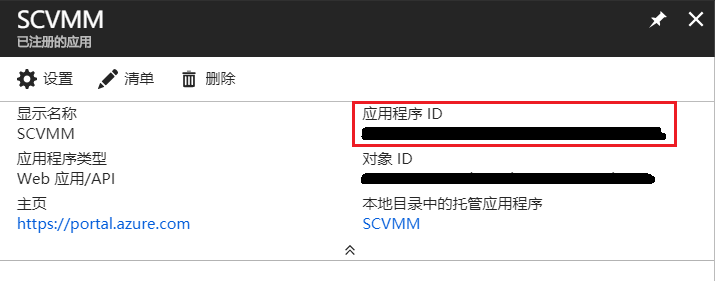 SCVMM
已注册的应用
设置
清单
删除
显示名称
SCVMM
应用程序 ID
应用程序类型
Web 应用/API
对象 ID
主页
https://portal.azure.com
本地目录中的托管应用程序
SCVMM